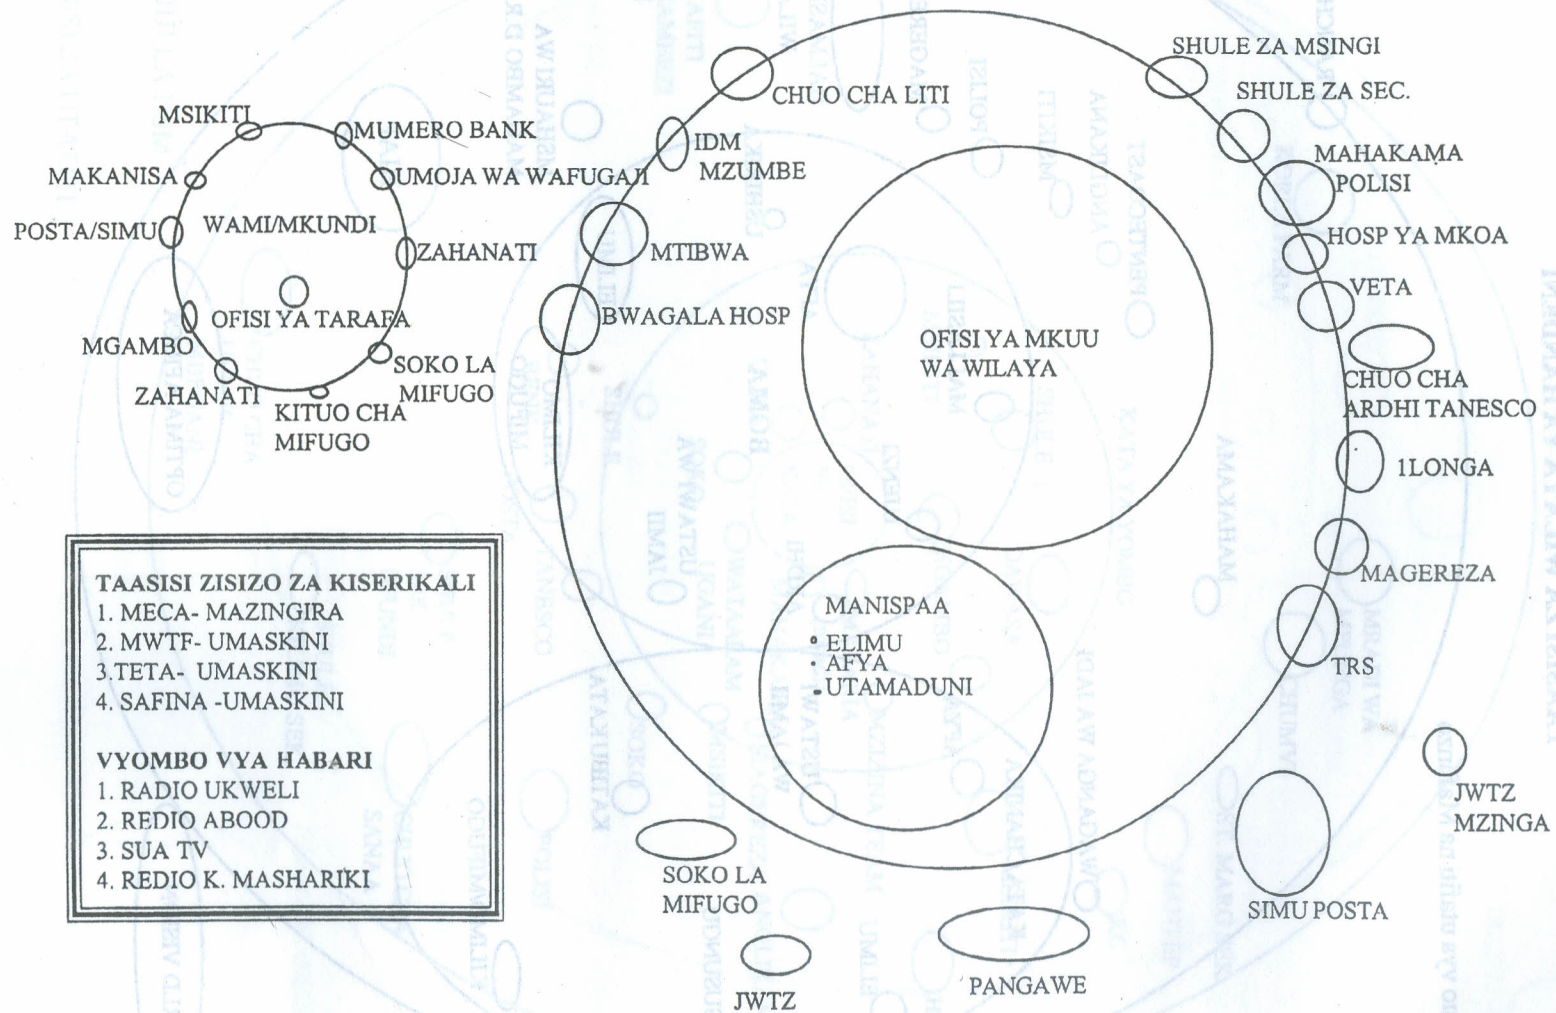 MSIKITI
MUMERO BANK
MAKANISA
UMOJA WA WAFUGAJI
POSTA/SIMU
WAMI/MKUNDI
ZAHANATI
OFISI YA TARAFA
MGAMBO
SOKO LA
MIFUGO
ZAHANATI
KITUO CHA
MIFUGO
TAASISI ZISIZO ZA KISERIKALI
1. MECA- MAZINGIRA
2. MWTF- UMASKINI
3.TETA- UMASKINI
4. SAFINA -UMASKINI
VYOMBO VYA HABARI
1. RADIO UKWELI
2. REDIO ABOOD
3. SUA TV
4. REDIO K. MASHARIKI
CHUO CHA LITI
IDM
MZUMBE
MTIBWA
BWAGALA HOSP
OFISI YA MKUU
WA WILAYA
MANISPAA
ELIMU
AFYA
UTAMADUNI
SHULE ZA MSINGI
SHULE ZA SEC.
MAHAKAMA
POLISI
HOSP YA MKOA
VETA
CHUO CHA
ARDHI TANESCO
1LONGA
MAGEREZA
TRS
JWTZ
MZINGA
SIMU POSTA
SOKO LA
MIFUGO
JWTZ
PANGAWE